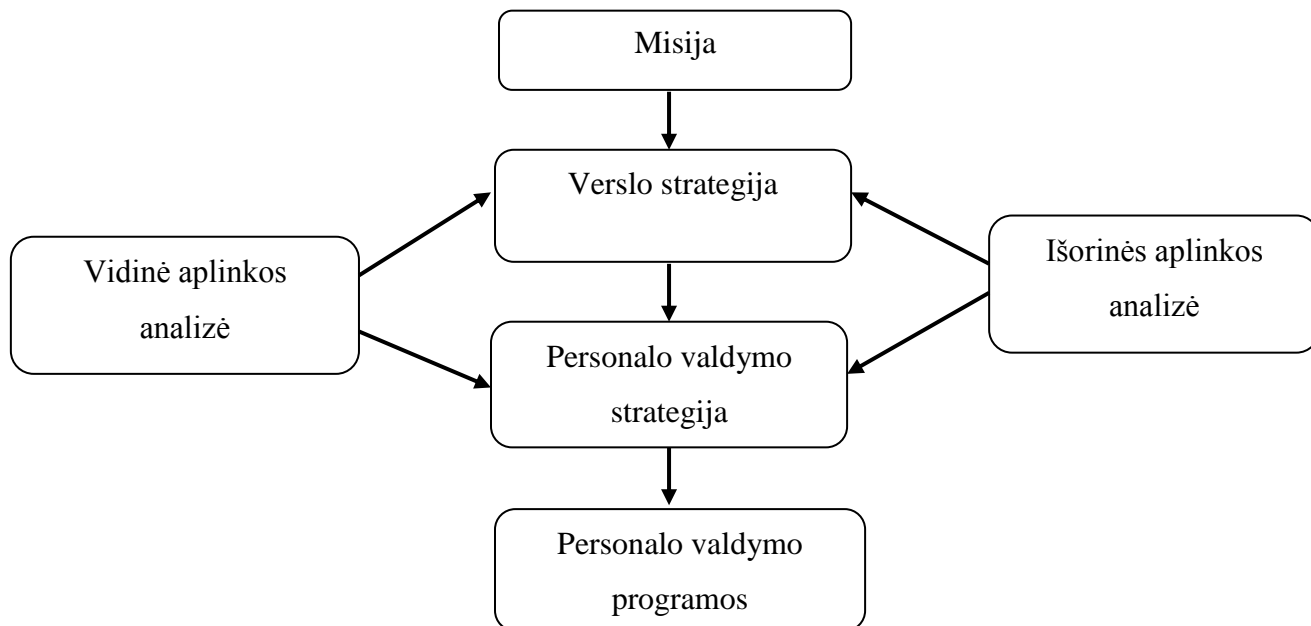 Misija
Verslo strategija
Vidinė aplinkos
analizė
Išorinės aplinkos
analizė
Personalo valdymo
strategija
Personalo valdymo
programos